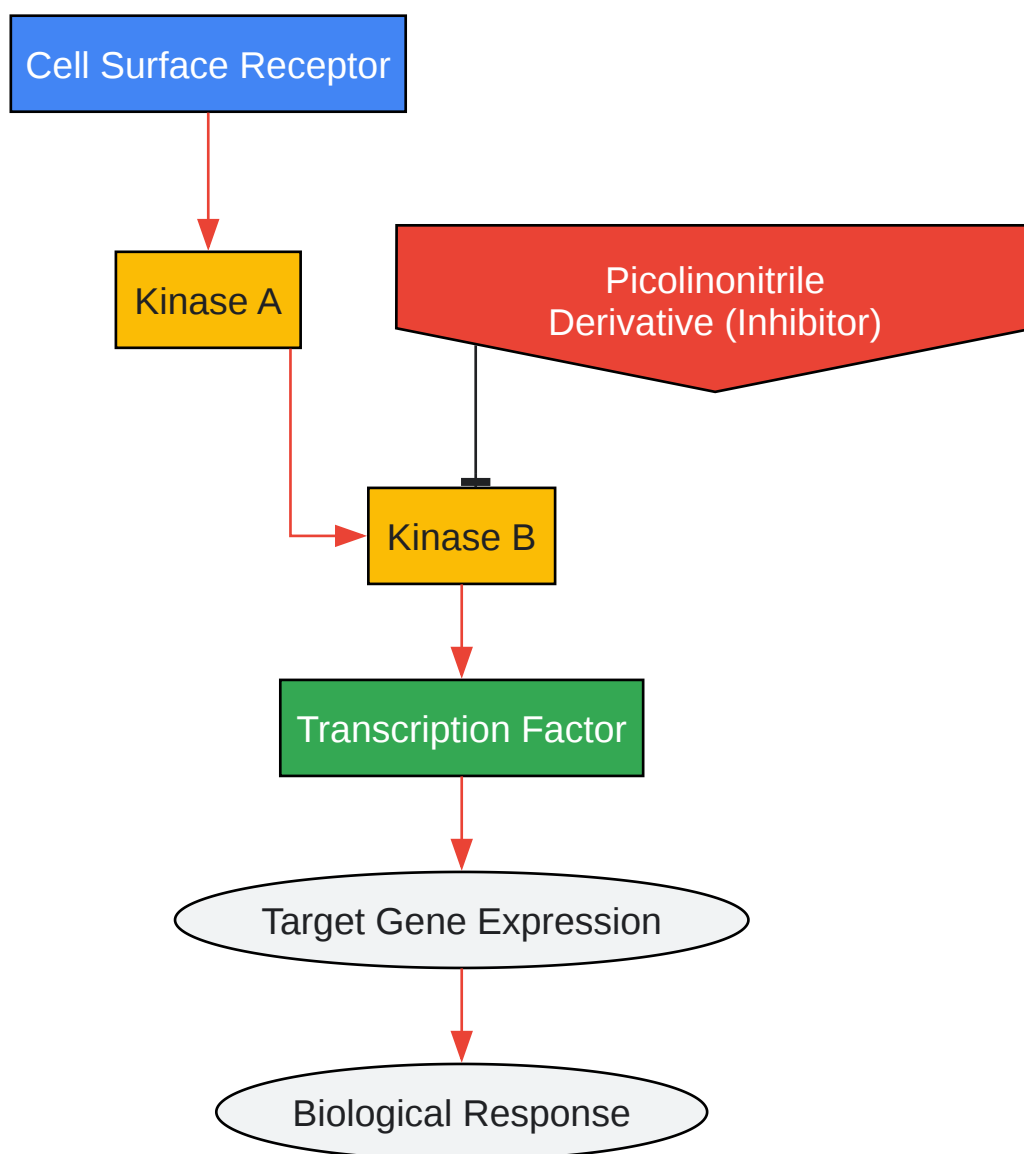 Cell Surface Receptor
Kinase A
Picolinonitrile
Derivative (Inhibitor)
Kinase B
Transcription Factor
Target Gene Expression
Biological Response